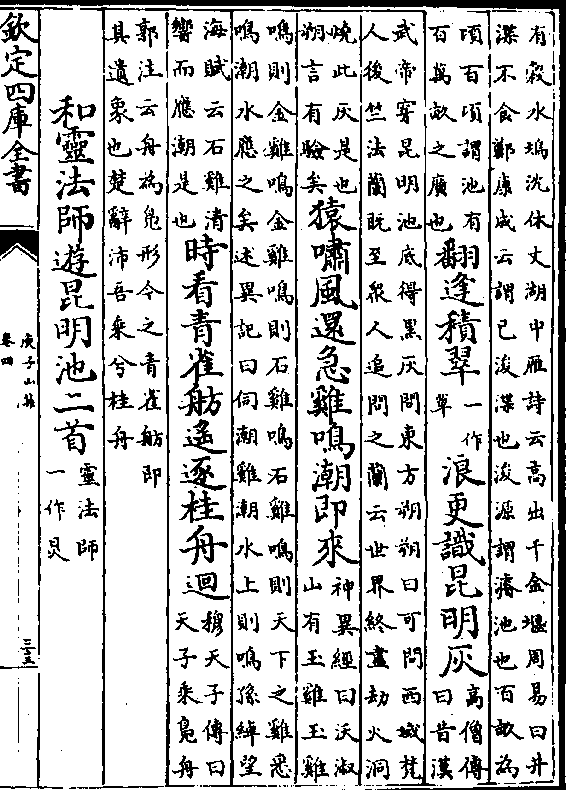 有穀水塢沈休文湖中雁詩云高出千金堰周易曰井
渫不食鄭康成云謂已浚渫也浚源謂濬池也百畝為
頃百頃謂池有百萬畝之廣也翻逢積翠一作草浪更識昆明灰高僧傳曰昔漢
武帝穿昆明池底得黑灰問東方朔朔曰可問西域梵
人後竺法蘭既至衆人追問之蘭云世界終盡劫火洞
燒此灰是也朔言有驗矣猿嘯風還急雞鳴潮即來神異經曰沃淑山有玉雞玉雞
鳴則金雞鳴金雞鳴則石雞鳴石雞鳴則天下之雞悉
鳴潮水應之矣述異記曰伺潮雞潮水上則鳴孫綽望
海賦云石雞清響而應潮是也時看青雀舫遙逐桂舟迴穆天子傳曰天子乘鳧舟
郭注云舟為鳧形今之青雀舫即
其遺象也楚辭沛吾乘兮桂舟
和靈法師遊昆明池二首靈法師一作炅
欽定四庫全書
庾子山集
卷四
三十五